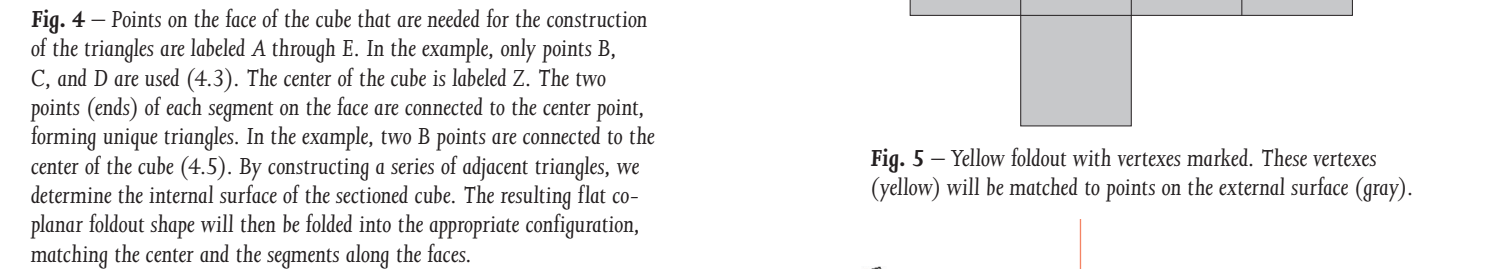 Fig. 4 – Points on the face of the cube that are needed for the construction
of the triangles are labeled A through E. In the example, only points B,
C, and D are used (4.3). The center of the cube is labeled Z. The two
points (ends) of each segment on the face are connected to the center point,
forming unique triangles. In the example, two B points are connected to the
center of the cube (4.5). By constructing a series of adjacent triangles, we
determine the internal surface of the sectioned cube. The resulting flat co-
planar foldout shape will then be folded into the appropriate configuration,
matching the center and the segments along the faces.
Fig. 5 – Yellow foldout with vertexes marked. These vertexes
(yellow) will be matched to points on the external surface (gray).